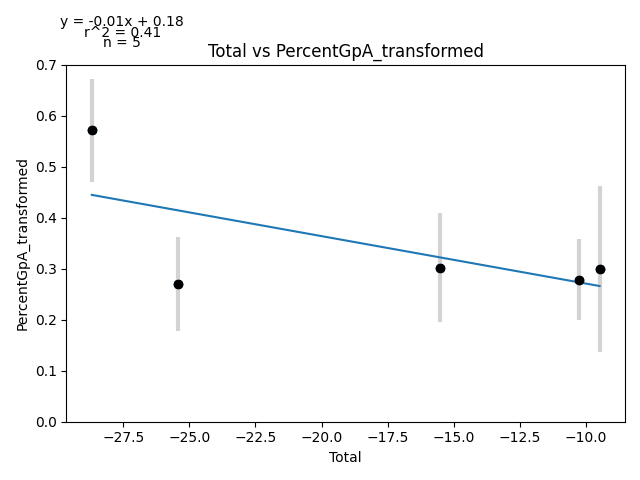 y = -0.01x + 0.18
r^2 = 0.41
n = 5
Total vs PercentGpA_transformed
0.7
0.6
0.5
0.4
0.3
0.2
0.1
0.0
PercentGpA_transformed
−27.5 −25.0 −22.5 −20.0 −17.5 −15.0 −12.5 −10.0
Total